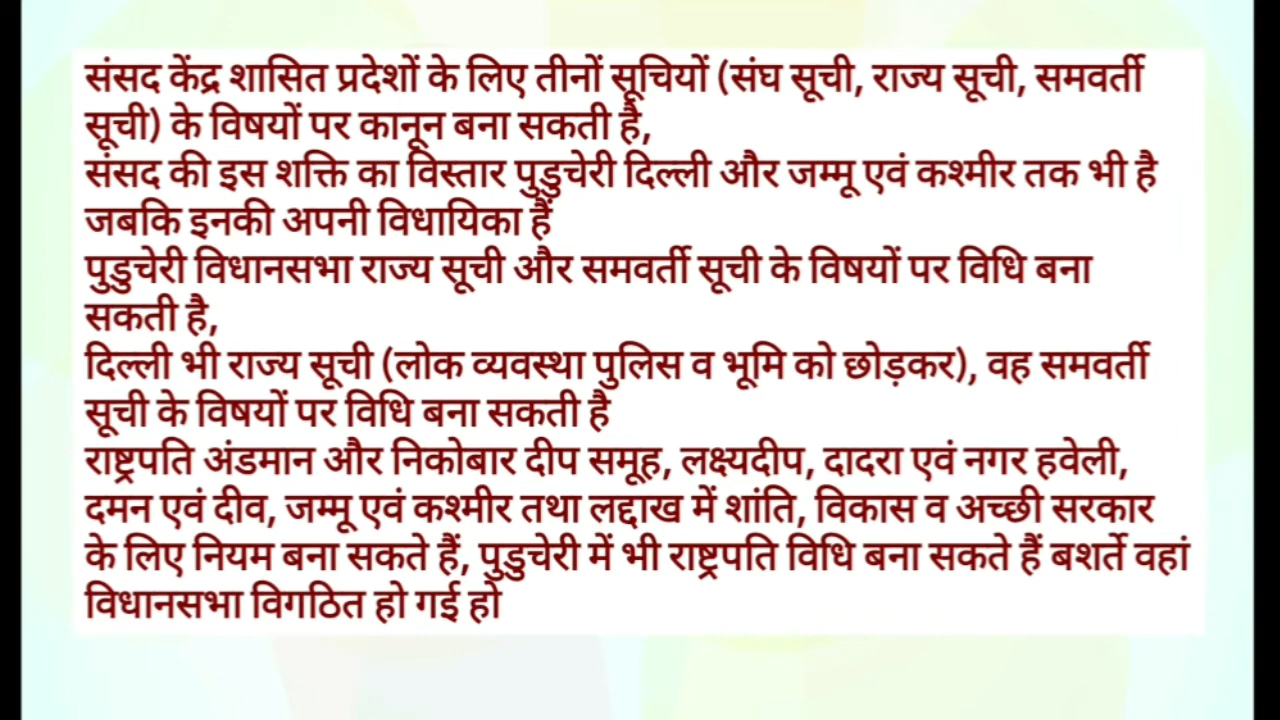 संसद केंद्र शासित प्रदेशों के लिए तीनों सूचियों (संघ सूची, राज्य सूची, समवर्ती
सूची) के विषयों पर कानून बना सकती है,
संसद की इस शक्ति का विस्तार पुडुचेरी दिल्ली और जम्मू एवं कश्मीर तक भी है
जबकि इनकी अपनी विधायिका हैं
पुडुचेरी विधानसभा राज्य सूची और समवर्ती सूची के विषयों पर विधि बना
सकती है,
दिल्ली भी राज्य सूची (लोक व्यवस्था पुलिस व भूमि को छोड़कर), वह समवर्ती
सूची के विषयों पर विधि बना सकती है
राष्ट्रपति अंडमान और निकोबार दीप समूह, लक्ष्यदीप, दादरा एवं नगर हवेली,
दमन एवं दीव, जम्मू एवं कश्मीर तथा लद्दाख में शांति, विकास व अच्छी सरकार
के लिए नियम बना सकते हैं, पुडुचेरी में भी राष्ट्रपति विधि बना सकते हैं बशर्ते वहां
विधानसभा विगठित हो गई हो